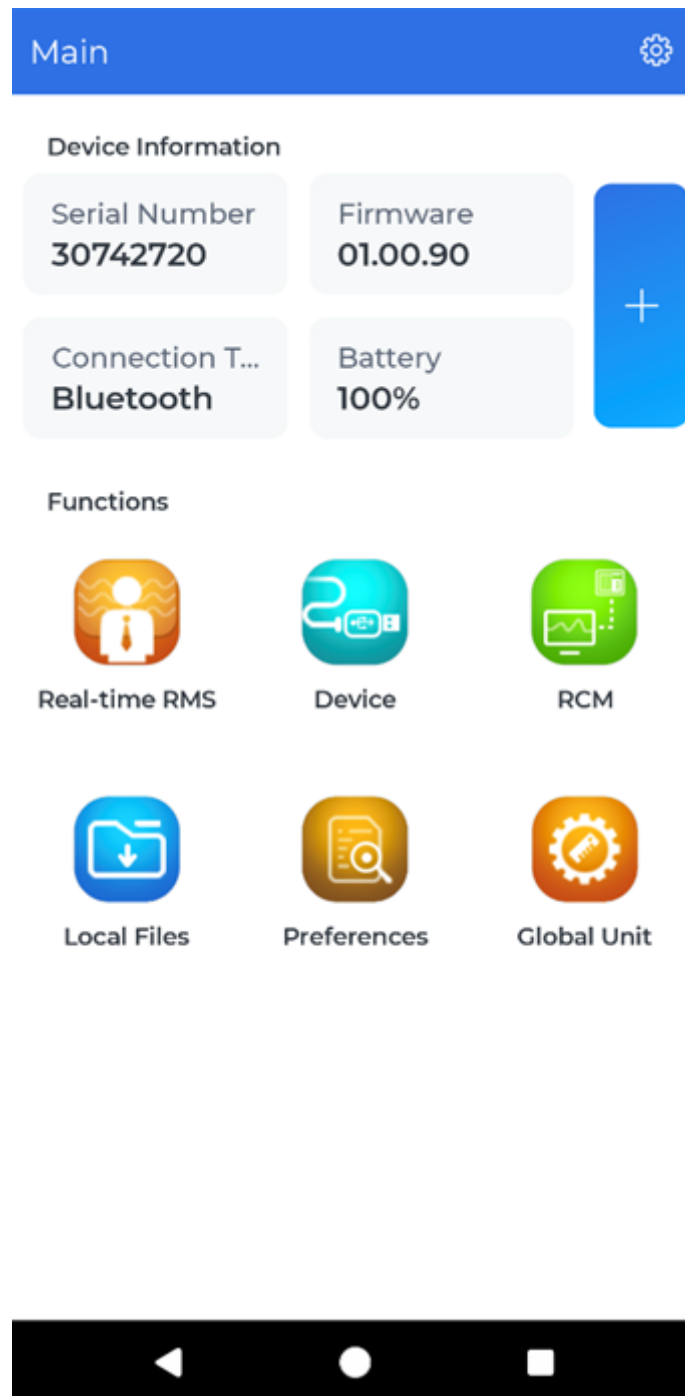 Main
Device Information
Serial Number
30742720
Firmware
01.00.90
Connection T...
Bluetooth
Battery
100%
Functions
Real-time RMS
Device
RCM
Local Files
Preferences
Global Unit